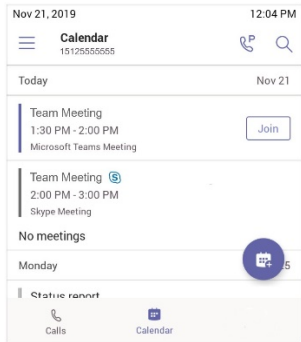 Nov 21, 2019 12:04 PM
Calendar
15125555555
P
Today Nov 21
Team Meeting
1:30 PM - 2:00 PM
Microsoft Teams Meeting
Join
Team Meeting S
2:00 PM - 3:00 PM
Skype Meeting
No meetings
Monday 5
Status report
Calls Calendar